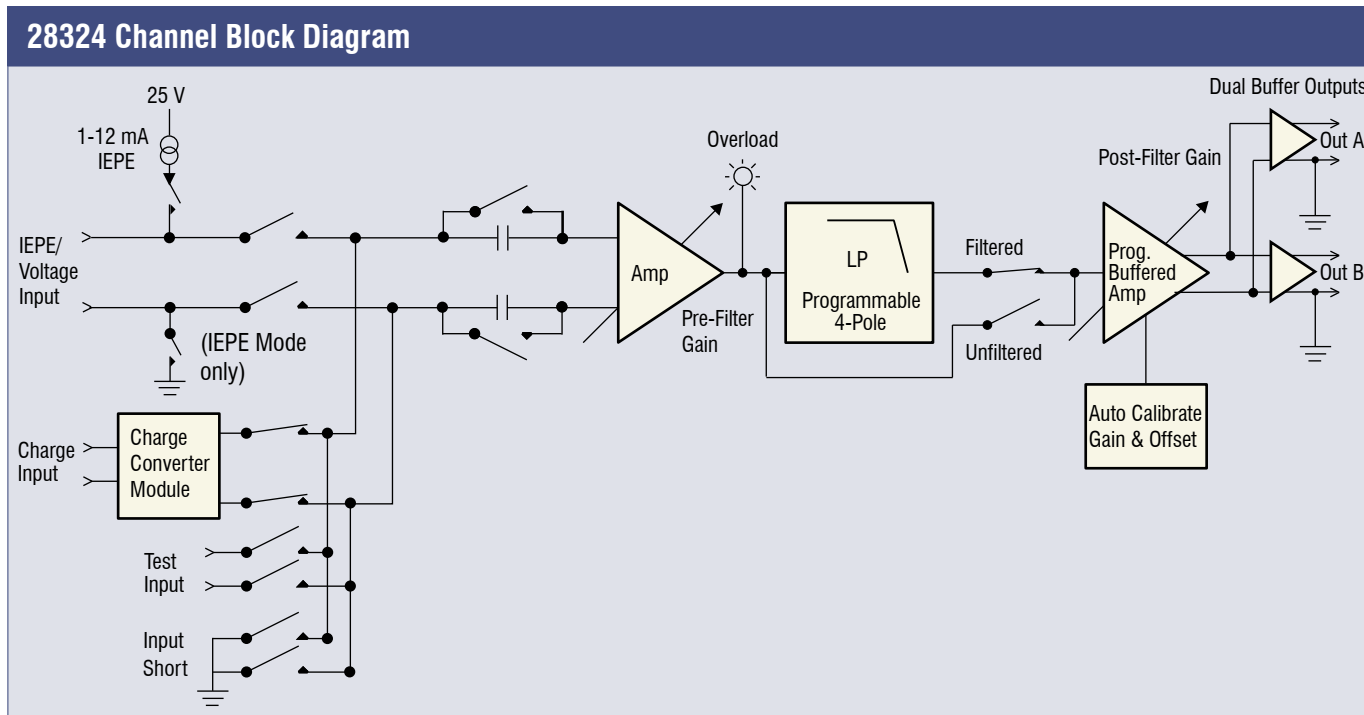 28324 Channel Block Diagram
25 V
1-12 mA
IEPE
IEPE/
Voltage
Input
(IEPE Mode
only)
Charge
Input
Charge
Converter
Module
Test
Input
Input
Short
Amp
Pre-Filter
Gain
Overload
LP
Programmable
4-Pole
Filtered
Unfiltered
Post-Filter Gain
Prog.
Buffered
Amp
Auto Calibrate
Gain & Offset
Dual Buffer Outputs
Out A
Out B